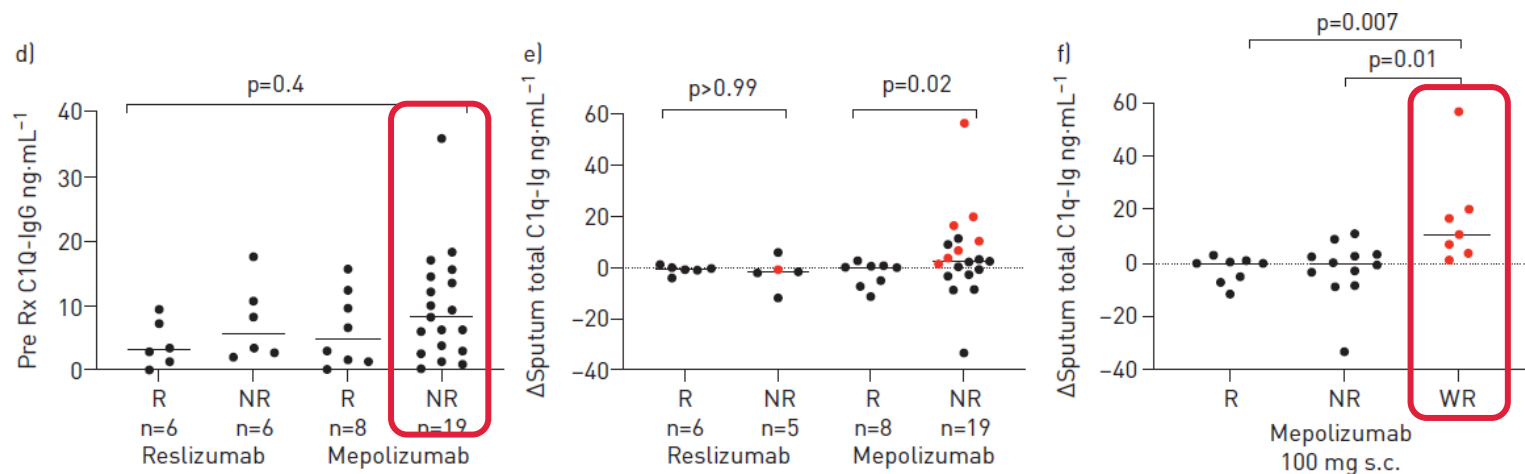 d)
p=0.4
Pre Rx C1Q-IgG ng·mL⁻¹
40
30
20
10
0
R NR R NR
n=6 n=6 n=8 n=19
Reslizumab Mepolizumab
e)
p>0.99 p=0.02
ΔSputum total C1q-Ig ng·mL⁻¹
60
40
20
0
−20
−40
R NR R NR
n=6 n=5 n=8 n=19
Reslizumab Mepolizumab
f)
p=0.007
p=0.01
ΔSputum total C1q-Ig ng·mL⁻¹
60
40
20
0
−20
−40
R NR WR
Mepolizumab
100 mg s.c.